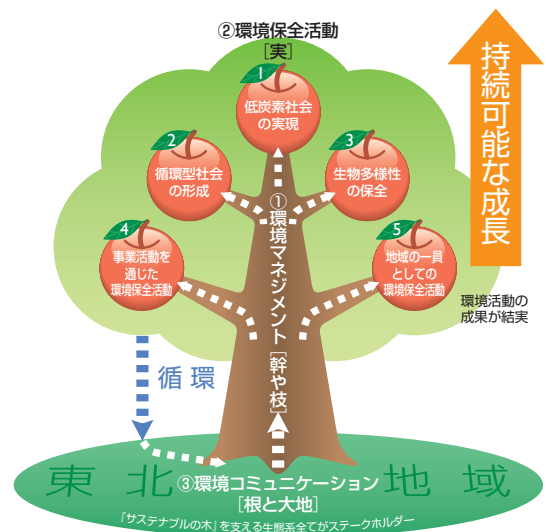 ②環境保全活動
[実]
持続可能な成長
1
低炭素社会
の実現
2
循環型社会
の形成
3
生物多様性
の保全
4
事業活動を
通じた
環境保全活動
5
地域の一員
としての
環境保全活動
①環境マネジメント[幹や枝]
環境活動の
成果が結実
循環
東北地域
③環境コミュニケーション
[根と大地]
『サステナブルの木』を支える生態系全てがステークホルダー